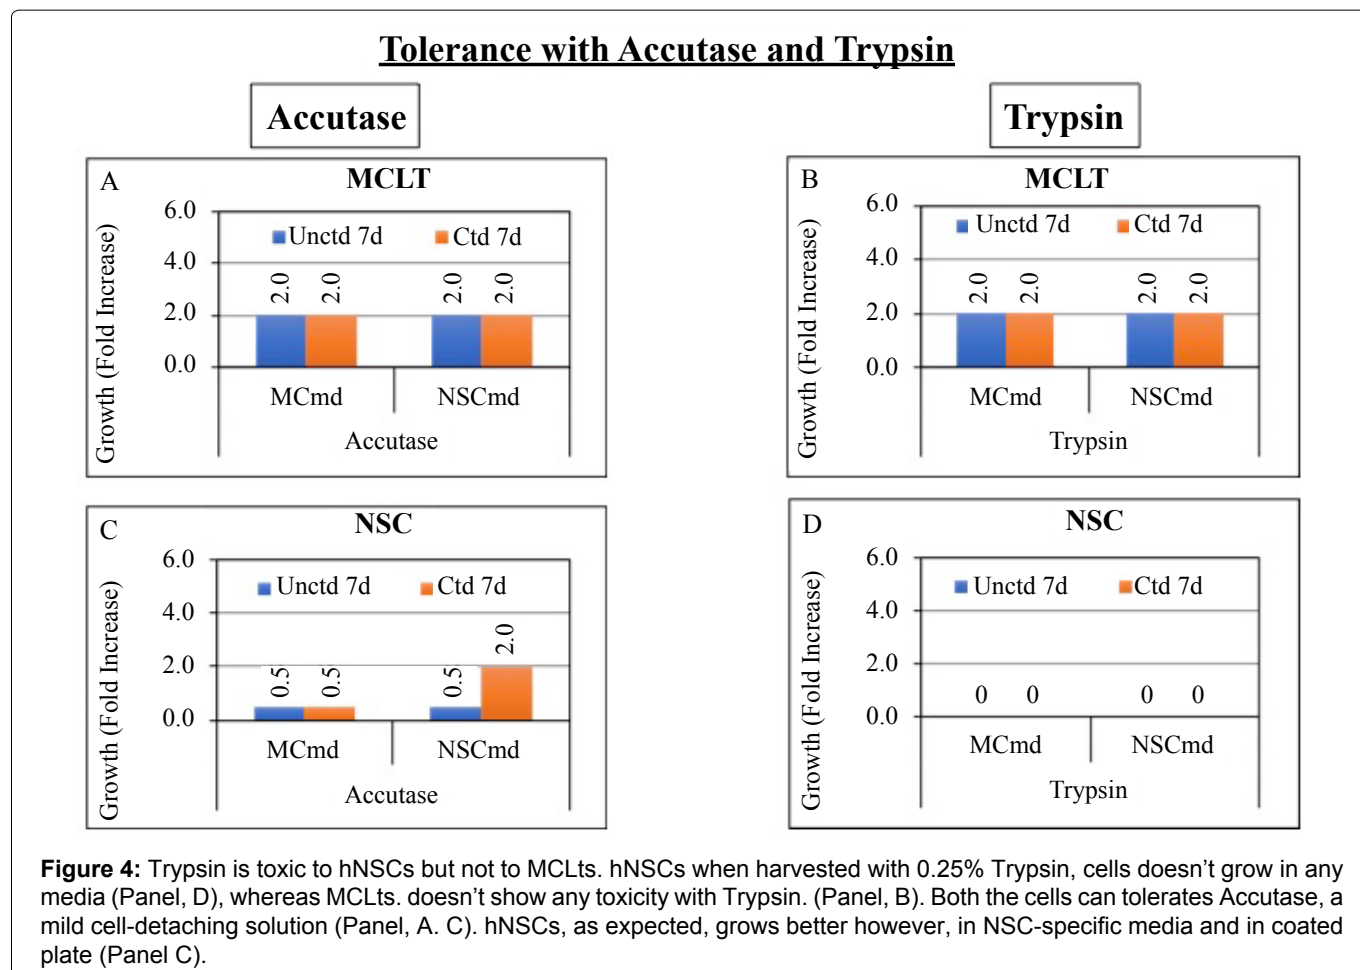 Tolerance with Accutase and Trypsin
Accutase
Trypsin
A
MCLT
Growth (Fold Increase)
6.0
4.0
2.0
0.0
Unctd 7d
Ctd 7d
2.0
2.0
2.0
2.0
MCmd
NSCmd
Accutase
B
MCLT
Growth (Fold Increase)
6.0
4.0
2.0
0.0
Unctd 7d
Ctd 7d
2.0
2.0
2.0
2.0
MCmd
NSCmd
Trypsin
C
NSC
Growth (Fold Increase)
6.0
4.0
2.0
0.0
Unctd 7d
Ctd 7d
0.5
0.5
0.5
2.0
MCmd
NSCmd
Accutase
D
NSC
Growth (Fold Increase)
6.0
4.0
2.0
0.0
Unctd 7d
Ctd 7d
0
0
0
0
MCmd
NSCmd
Trypsin
Figure 4: Trypsin is toxic to hNSCs but not to MCLts. hNSCs when harvested with 0.25% Trypsin, cells doesn’t grow in any
media (Panel, D), whereas MCLts. doesn’t show any toxicity with Trypsin. (Panel, B). Both the cells can tolerates Accutase, a
mild cell-detaching solution (Panel, A. C). hNSCs, as expected, grows better however, in NSC-specific media and in coated
plate (Panel C).